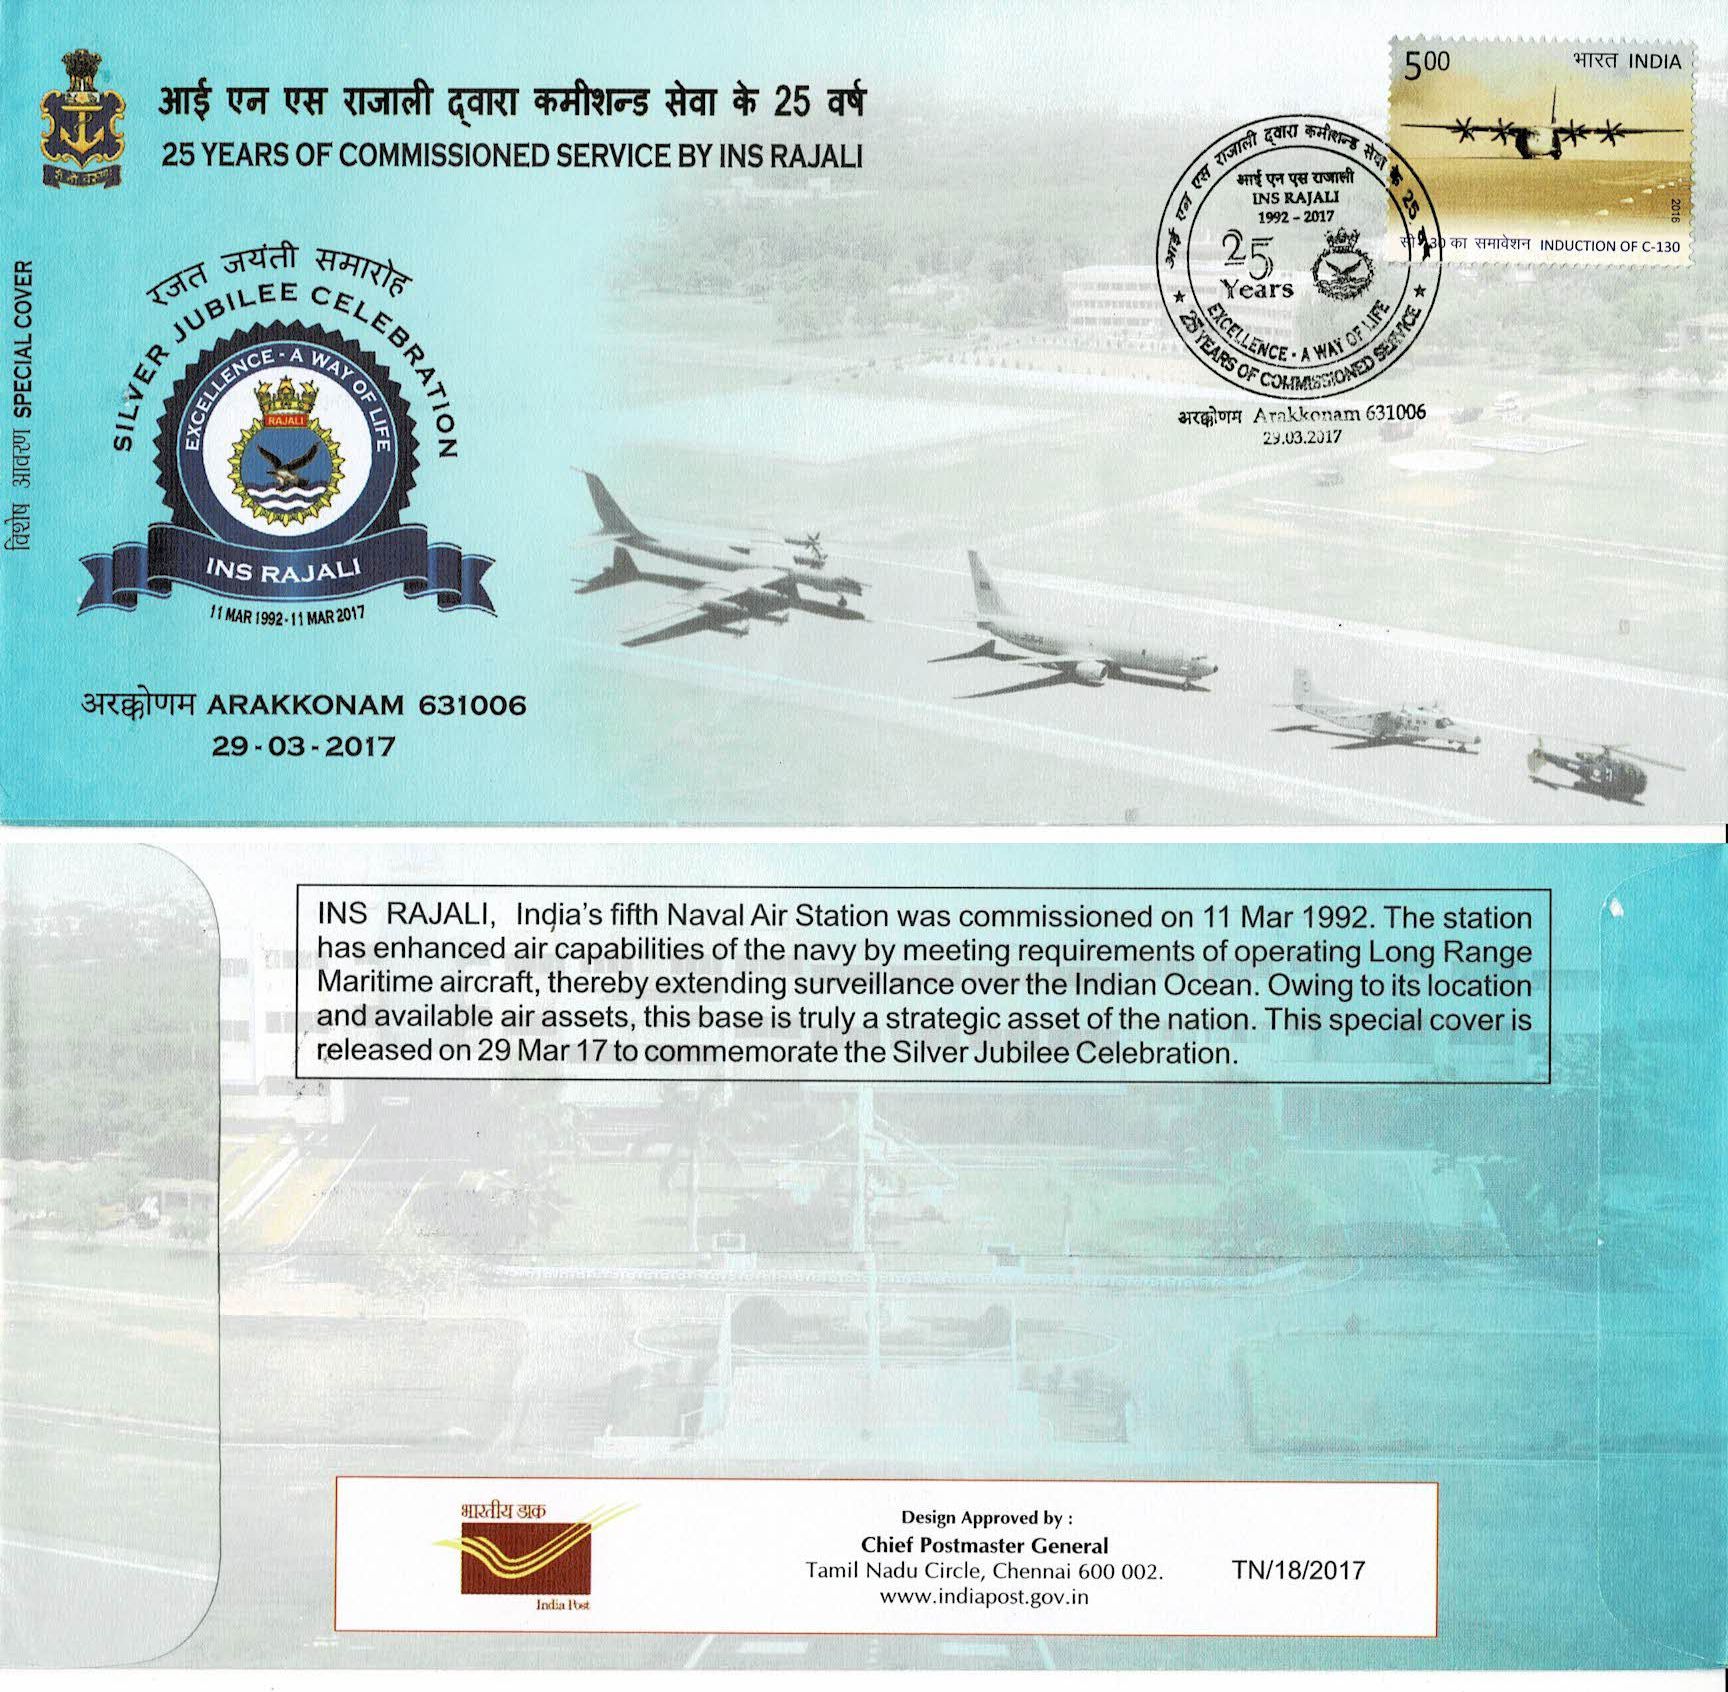 आई एन एस राजाली द्वारा कमीशन्ड सेवा के 25 वर्ष
25 YEARS OF COMMISSIONED SERVICE BY INS RAJALI
विशेष आवरण SPECIAL COVER
रजत जयंती समारोह
SILVER JUBILEE CELEBRATION
EXCELLENCE - A WAY OF LIFE
RAJALI
INS RAJALI
11 MAR 1992 - 11 MAR 2017
अरक्कोणम ARAKKONAM 631006
29 - 03 - 2017
500 भारत INDIA
2016
का समावेशन INDUCTION OF C-130
आई एन एस राजाली द्वारा कमीशन्ड सेवा के 25 वर्ष
आई एन एस राजाली
INS RAJALI
1992 - 2017
25
Years
EXCELLENCE - A WAY OF LIFE
25 YEARS OF COMMISSIONED SERVICE
अरक्कोणम Arakkonam 631006
29.03.2017
INS RAJALI, India's fifth Naval Air Station was commissioned on 11 Mar 1992. The station
has enhanced air capabilities of the navy by meeting requirements of operating Long Range
Maritime aircraft, thereby extending surveillance over the Indian Ocean. Owing to its location
and available air assets, this base is truly a strategic asset of the nation. This special cover is
released on 29 Mar 17 to commemorate the Silver Jubilee Celebration.
भारतीय डाक
India Post
Design Approved by :
Chief Postmaster General
Tamil Nadu Circle, Chennai 600 002.
www.indiapost.gov.in
TN/18/2017